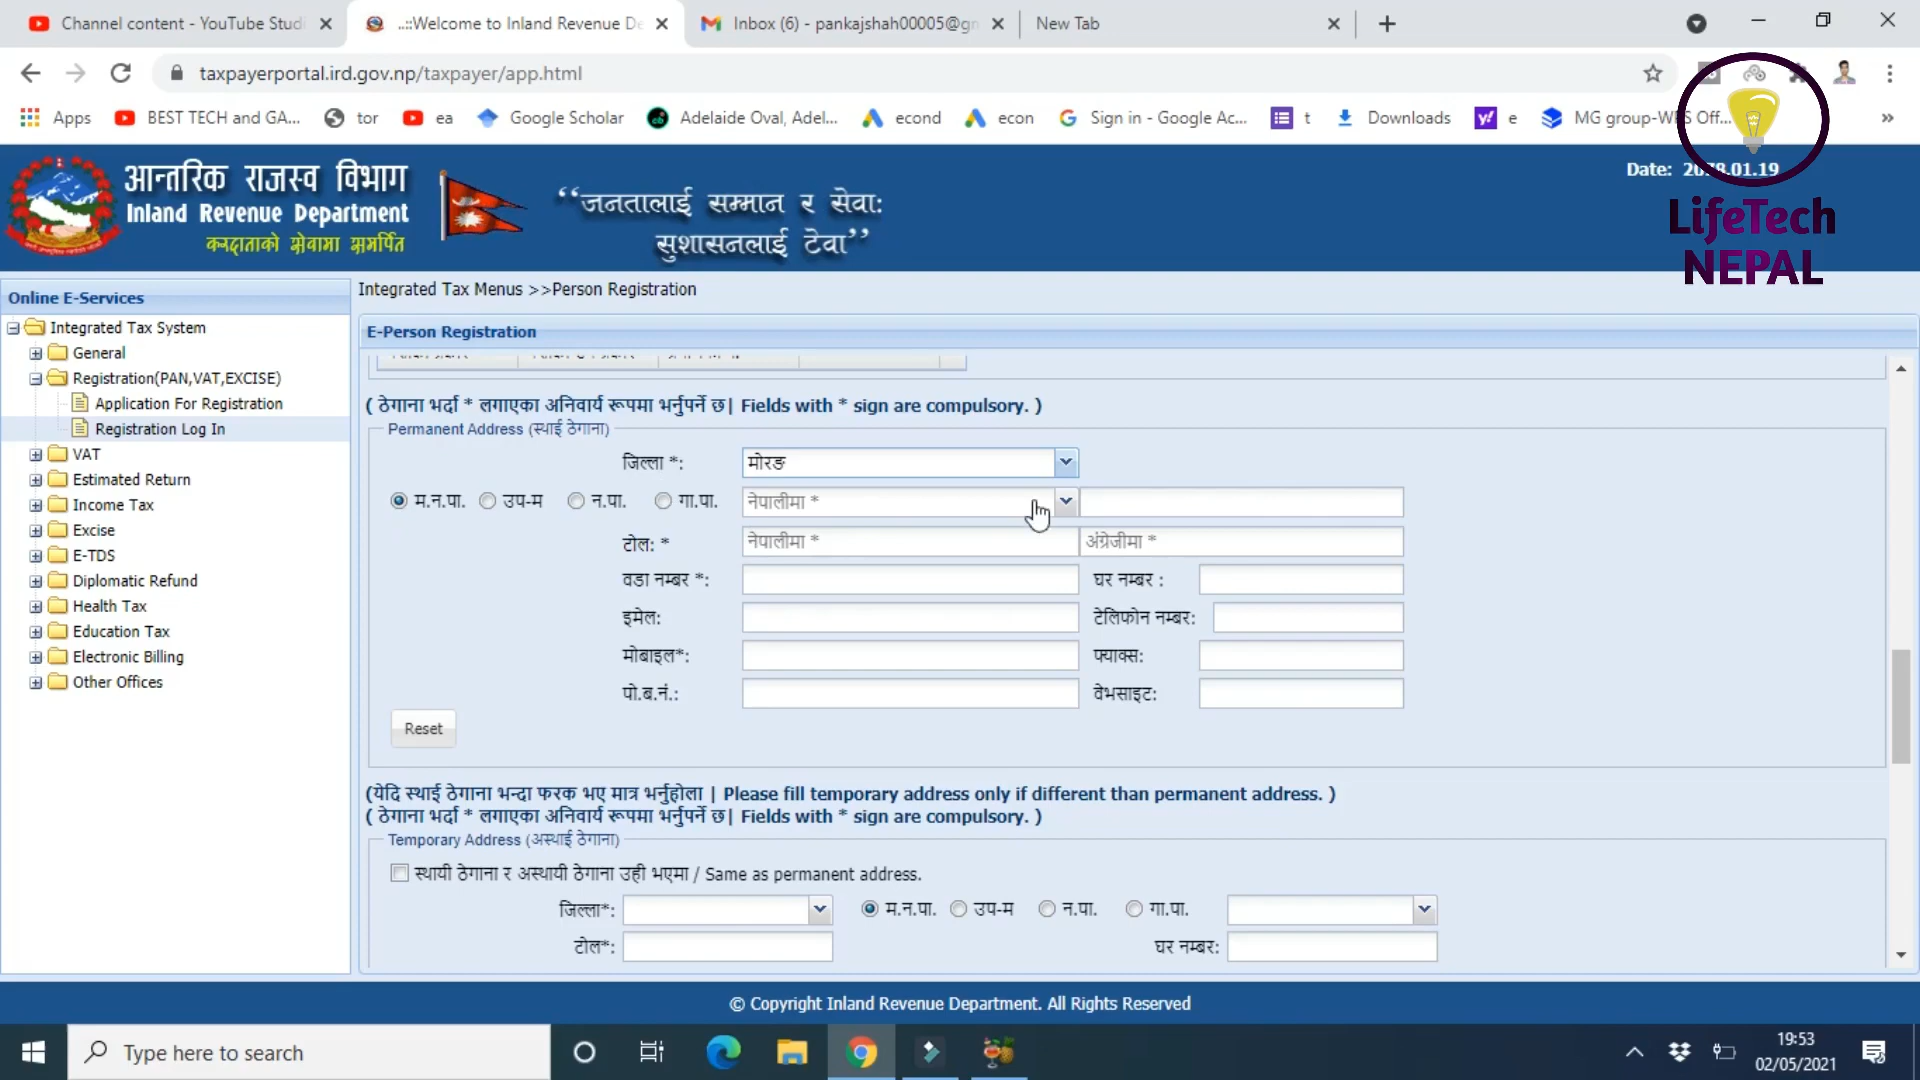 Channel content - YouTube Studi
..::Welcome to Inland Revenue De
Inbox (6) - pankajshah00005@gn
New Tab
taxpayerportal.ird.gov.np/taxpayer/app.html
Apps
BEST TECH and GA...
tor
ea
Google Scholar
Adelaide Oval, Adel...
econd
econ
Sign in - Google Ac...
t
Downloads
e
MG group-WES Off...
»
आन्तरिक राजस्व विभाग
Inland Revenue Department
करदाताको सेवामा समर्पित
“जनतालाई सम्मान र सेवा:
सुशासनलाई टेवा”
Date: 2078.01.19
LifeTech
NEPAL
Online E-Services
Integrated Tax System
General
Registration(PAN,VAT,EXCISE)
Application For Registration
Registration Log In
VAT
Estimated Return
Income Tax
Excise
E-TDS
Diplomatic Refund
Health Tax
Education Tax
Electronic Billing
Other Offices
Integrated Tax Menus >>Person Registration
E-Person Registration
( ठेगाना भर्दा * लगाएका अनिवार्य रूपमा भर्नुपर्ने छ| Fields with * sign are compulsory. )
Permanent Address (स्थाई ठेगाना)
जिल्ला *: मोरङ
म.न.पा. उप-म न.पा. गा.पा. नेपालीमा *
टोल: * नेपालीमा * अंग्रेजीमा *
वडा नम्बर *: घर नम्बर :
इमेल: टेलिफोन नम्बर:
मोबाइल*: फ्याक्स:
पो.ब.नं.: वेभसाइट:
Reset
(येदि स्थाई ठेगाना भन्दा फरक भए मात्र भर्नुहोला | Please fill temporary address only if different than permanent address. )
( ठेगाना भर्दा * लगाएका अनिवार्य रूपमा भर्नुपर्ने छ| Fields with * sign are compulsory. )
Temporary Address (अस्थाई ठेगाना)
स्थायी ठेगाना र अस्थायी ठेगाना उही भएमा / Same as permanent address.
जिल्ला*: म.न.पा. उप-म न.पा. गा.पा.
टोल*: घर नम्बर:
© Copyright Inland Revenue Department. All Rights Reserved
Type here to search
19:53
02/05/2021